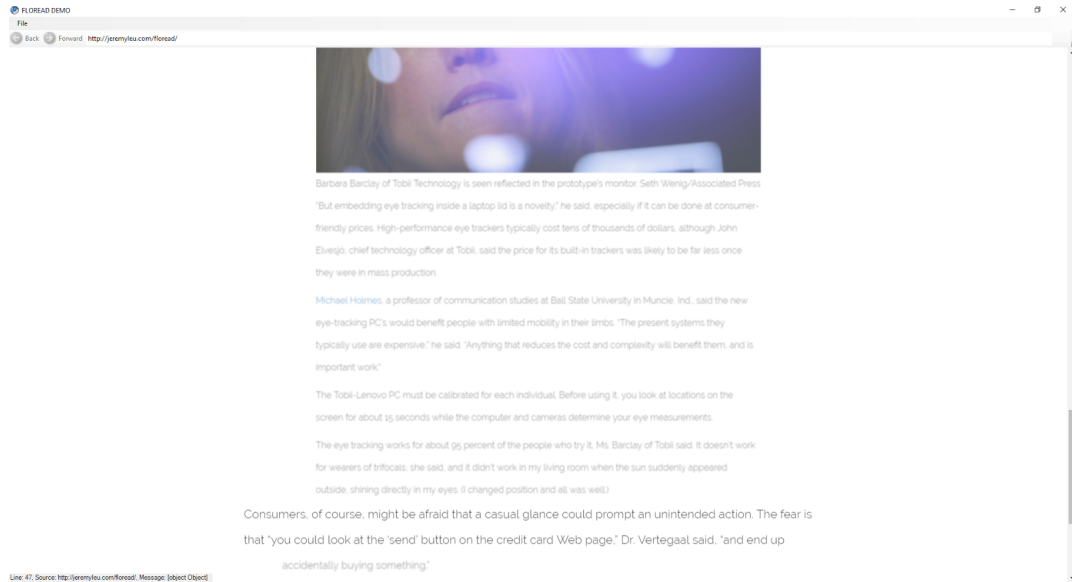 FLOREAD DEMO
File
Back Forward http://jeremyleu.com/floread/
Barbara Barclay of Tobii Technology is seen reflected in the prototype's monitor. Seth Wenig/Associated Press
"But embedding eye tracking inside a laptop lid is a novelty," he said, especially if it can be done at consumer-
friendly prices. High-performance eye trackers typically cost tens of thousands of dollars, although John
Elvesjö, chief technology officer at Tobii, said the price for its built-in trackers was likely to be far less once
they were in mass production.
Michael Holmes, a professor of communication studies at Ball State University in Muncie, Ind., said the new
eye-tracking PC's would benefit people with limited mobility in their limbs. "The present systems they
typically use are expensive," he said. "Anything that reduces the cost and complexity will benefit them, and is
important work."
The Tobii-Lenovo PC must be calibrated for each individual. Before using it, you look at locations on the
screen for about 15 seconds while the computer and cameras determine your eye measurements.
The eye tracking works for about 95 percent of the people who try it, Ms. Barclay of Tobii said. It doesn't work
for wearers of trifocals, she said, and it didn't work in my living room when the sun suddenly appeared
outside, shining directly in my eyes. (I changed position and all was well.)
Consumers, of course, might be afraid that a casual glance could prompt an unintended action. The fear is
that "you could look at the 'send' button on the credit card Web page," Dr. Vertegaal said, "and end up
accidentally buying something."
Line: 47, Source: http://jeremyleu.com/floread/, Message: [object Object]